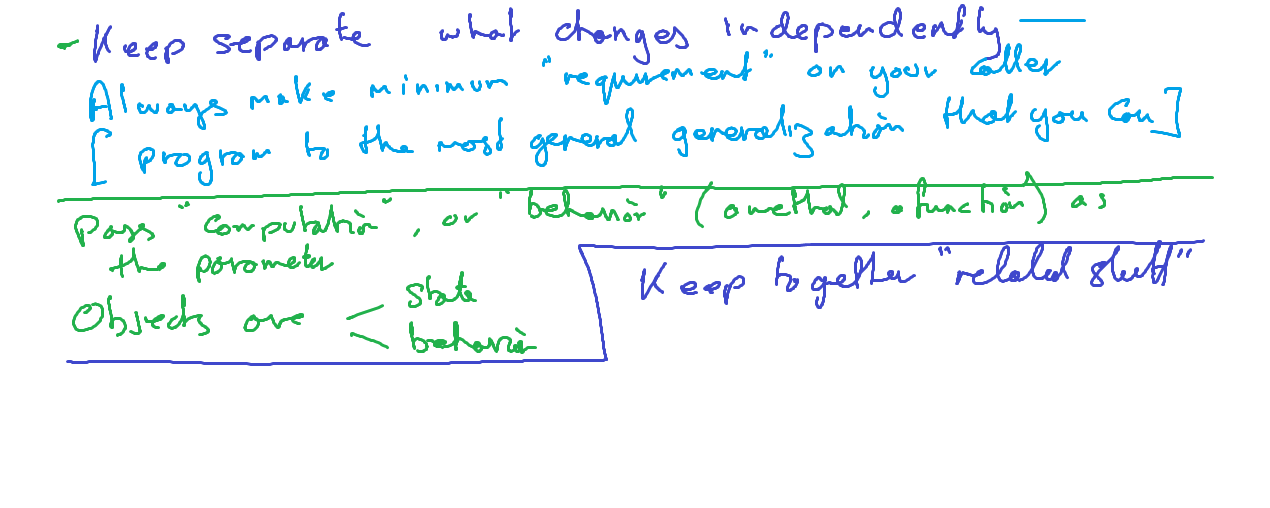 - Keep separate what changes independently
Always make minimum "requirement" on your caller
[ program to the most general generalization that you can ]
Pass "computation", or "behavior" (a method, a function) as
the parameter
Keep together "related stuff"
Objects are < state
behavior